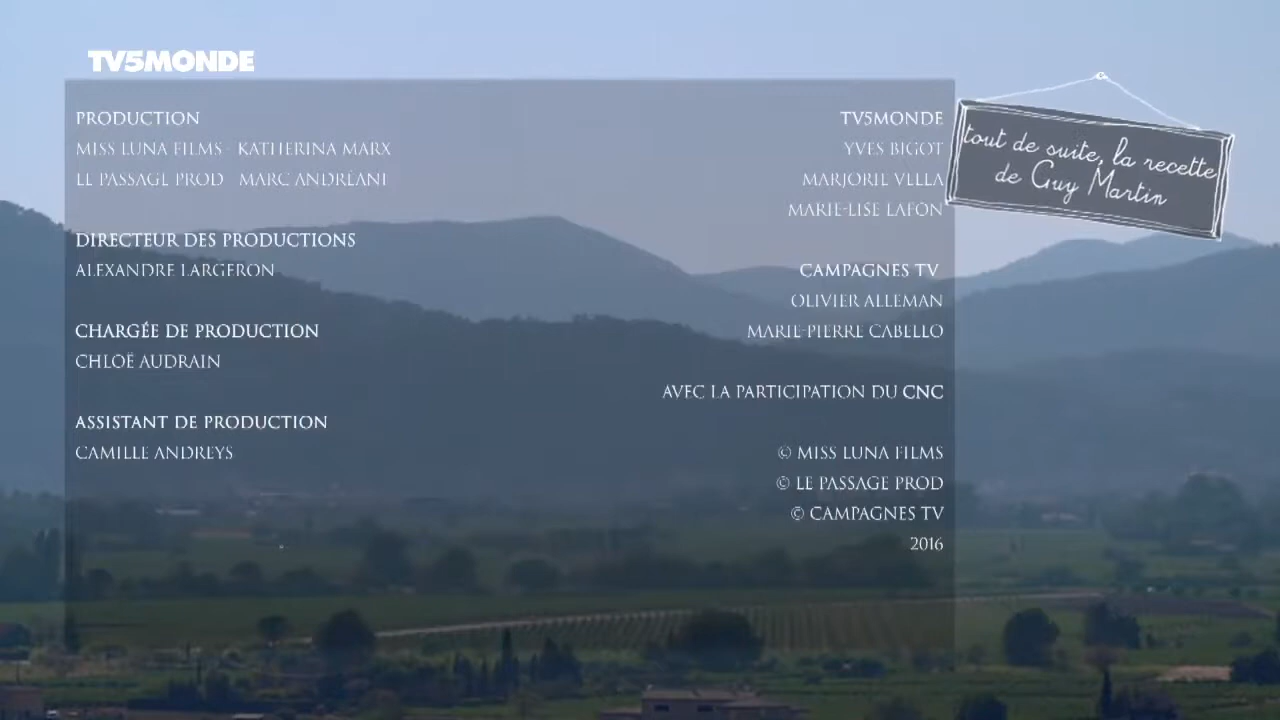 TV5MONDE
PRODUCTION
MISS LUNA FILMS - KATHERINA MARX
LE PASSAGE PROD - MARC ANDRÉANI
DIRECTEUR DES PRODUCTIONS
ALEXANDRE LARGERON
CHARGÉE DE PRODUCTION
CHLOË AUDRAIN
ASSISTANT DE PRODUCTION
CAMILLE ANDREYS
TV5MONDE
YVES BIGOT
MARJORIE VELLA
MARIE-LISE LAFON
CAMPAGNES TV
OLIVIER ALLEMAN
MARIE-PIERRE CABELLO
AVEC LA PARTICIPATION DU CNC
© MISS LUNA FILMS
© LE PASSAGE PROD
© CAMPAGNES TV
2016
tout de suite, la recette
de Guy Martin